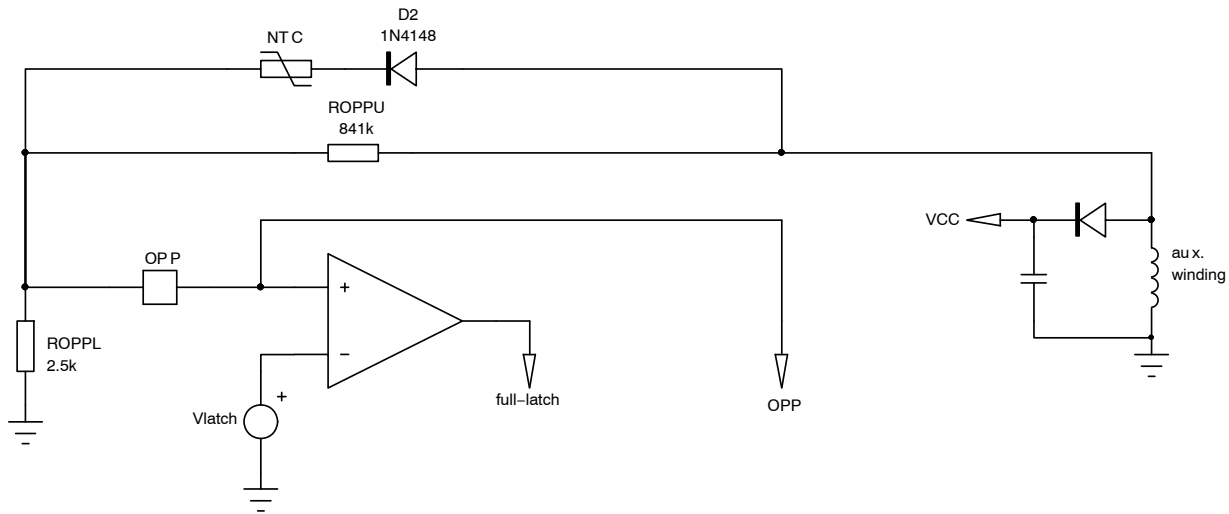 D2
1N4148
NTC
ROPPU
841k
VCC
aux.
winding
OPP
+
−
ROPPL
2.5k
+
Vlatch
full−latch
OPP